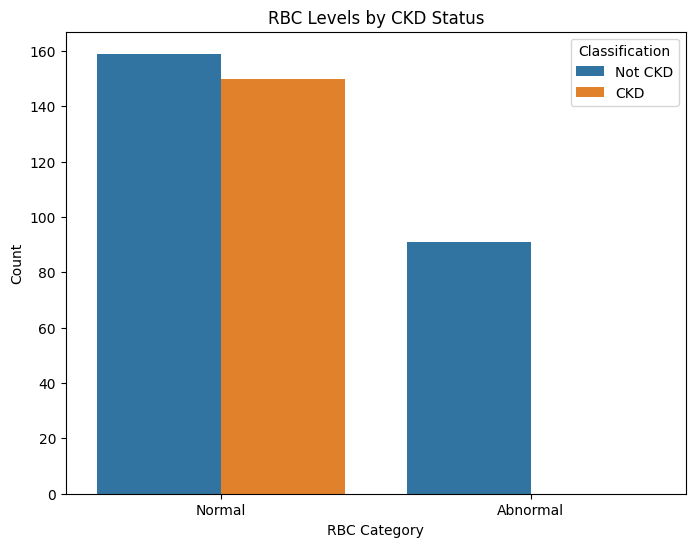 RBC Levels by CKD Status
Classification
Not CKD
CKD
160
140
120
100
80
60
40
20
0
Count
Normal
Abnormal
RBC Category